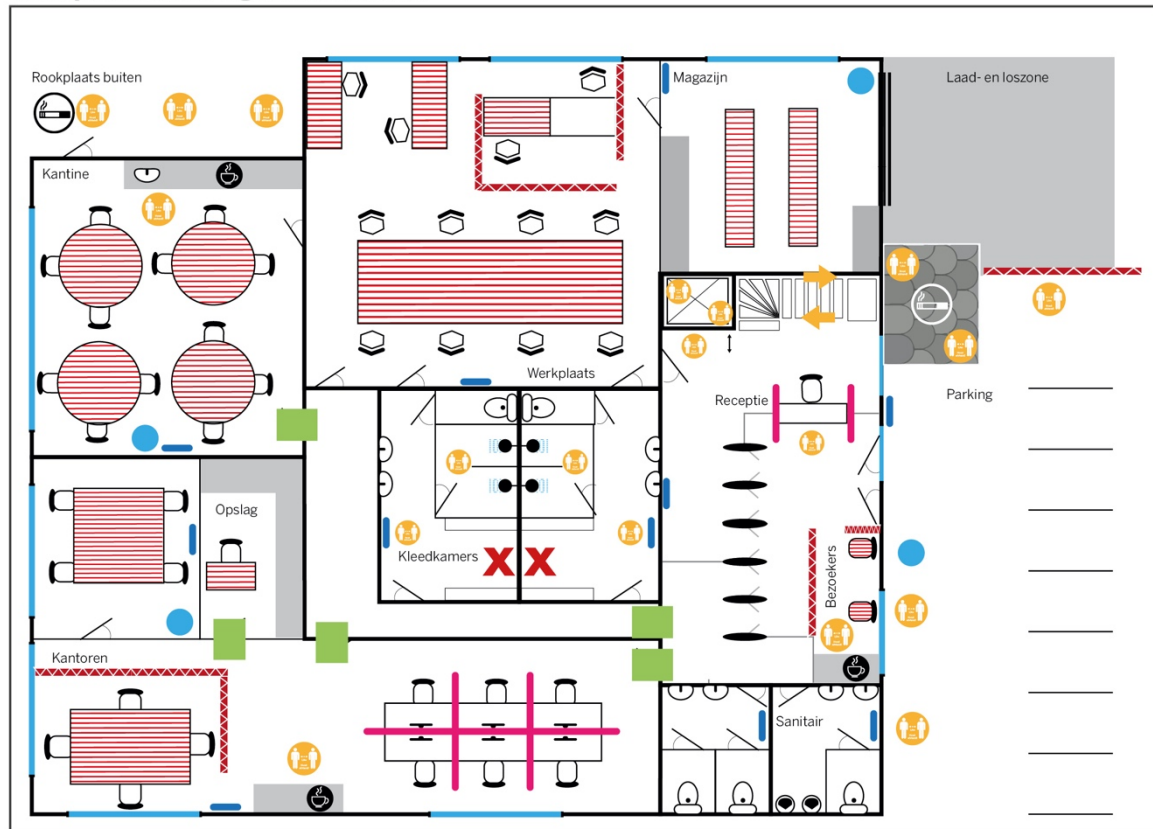 Rookplaats buiten
Magazijn
Laad- en loszone
Kantine
Werkplaats
Receptie
Parking
Opslag
Kleedkamers
Bezoekers
Kantoren
Sanitair